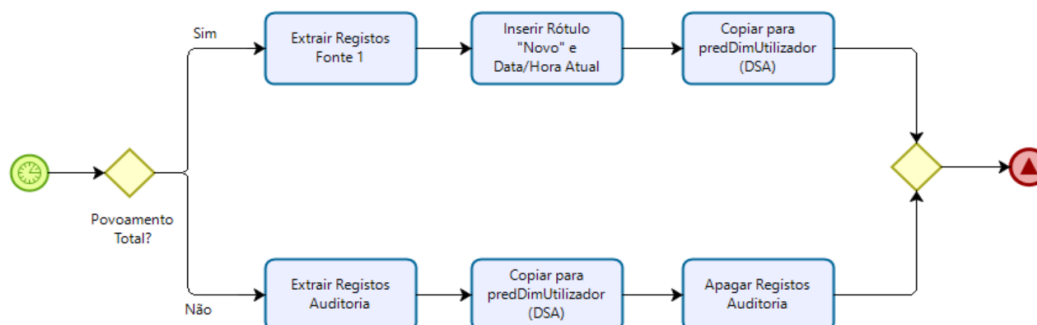 Sim
Extrair Registos
Fonte 1
Inserir Rótulo
"Novo" e
Data/Hora Atual
Copiar para
predDimUtilizador
(DSA)
Povoamento
Total?
Não
Extrair Registos
Auditoria
Copiar para
predDimUtilizador
(DSA)
Apagar Registos
Auditoria